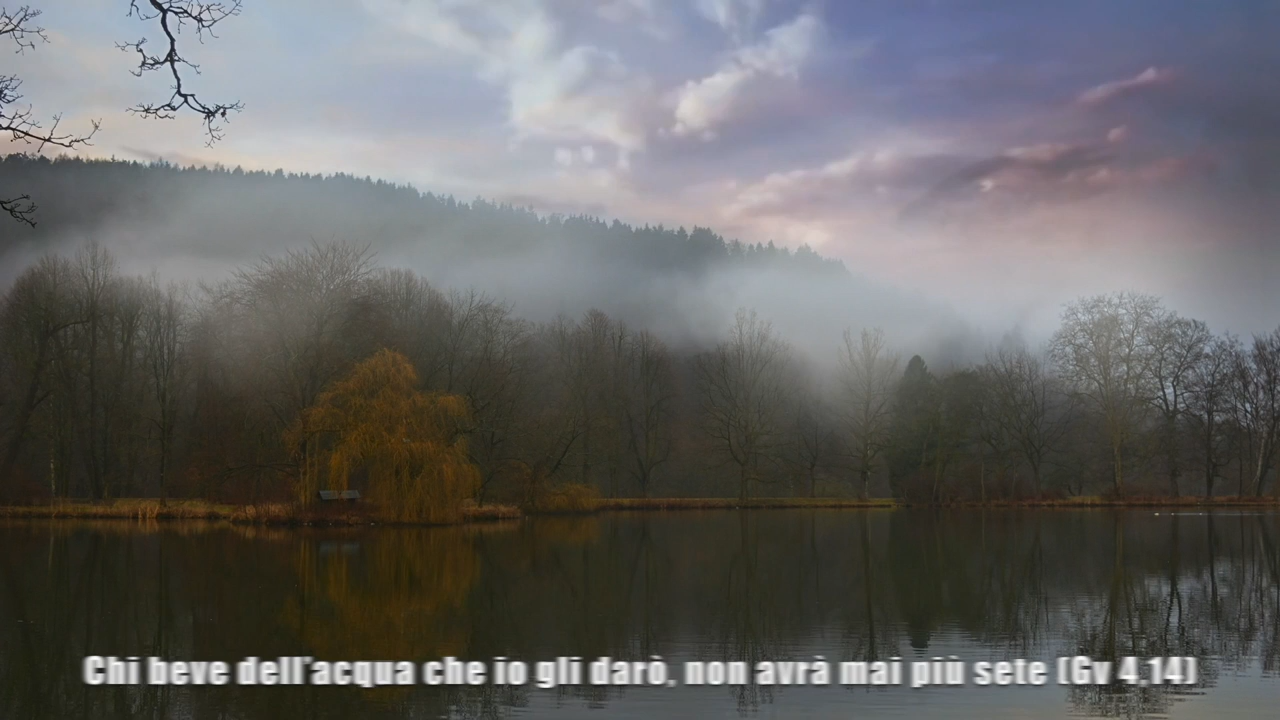 Chi beve dell'acqua che io gli darò, non avrà mai più sete (Gv 4,14)